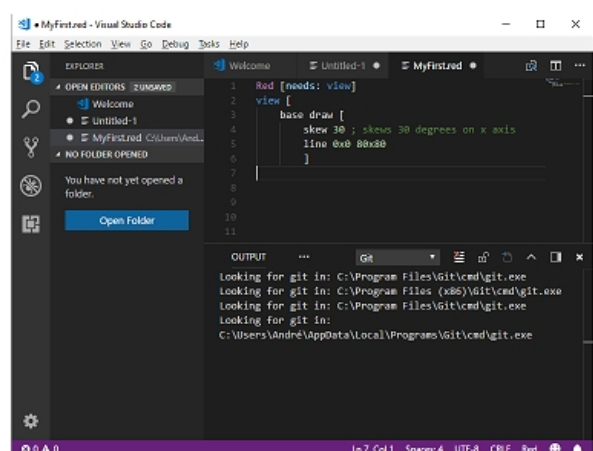 ● MyFirst.red - Visual Studio Code
File Edit Selection View Go Debug Tasks Help
EXPLORER
OPEN EDITORS 2 UNSAVED
Welcome
● Untitled-1
● MyFirst.red C:\Users\And...
NO FOLDER OPENED
You have not yet opened a
folder.
Open Folder
2
Welcome Untitled-1 ● MyFirst.red ●
1 Red [needs: view]
2 view [
3 base draw [
4 skew 30 ; skews 30 degrees on x axis
5 line 0x0 80x80
6 ]
7
8
9
10
11
OUTPUT ... Git
Looking for git in: C:\Program Files\Git\cmd\git.exe
Looking for git in: C:\Program Files (x86)\Git\cmd\git.exe
Looking for git in: C:\Program Files\Git\cmd\git.exe
Looking for git in:
C:\Users\André\AppData\Local\Programs\Git\cmd\git.exe
0 0 Ln 7, Col 1 Spaces: 4 UTF-8 CRLF Red